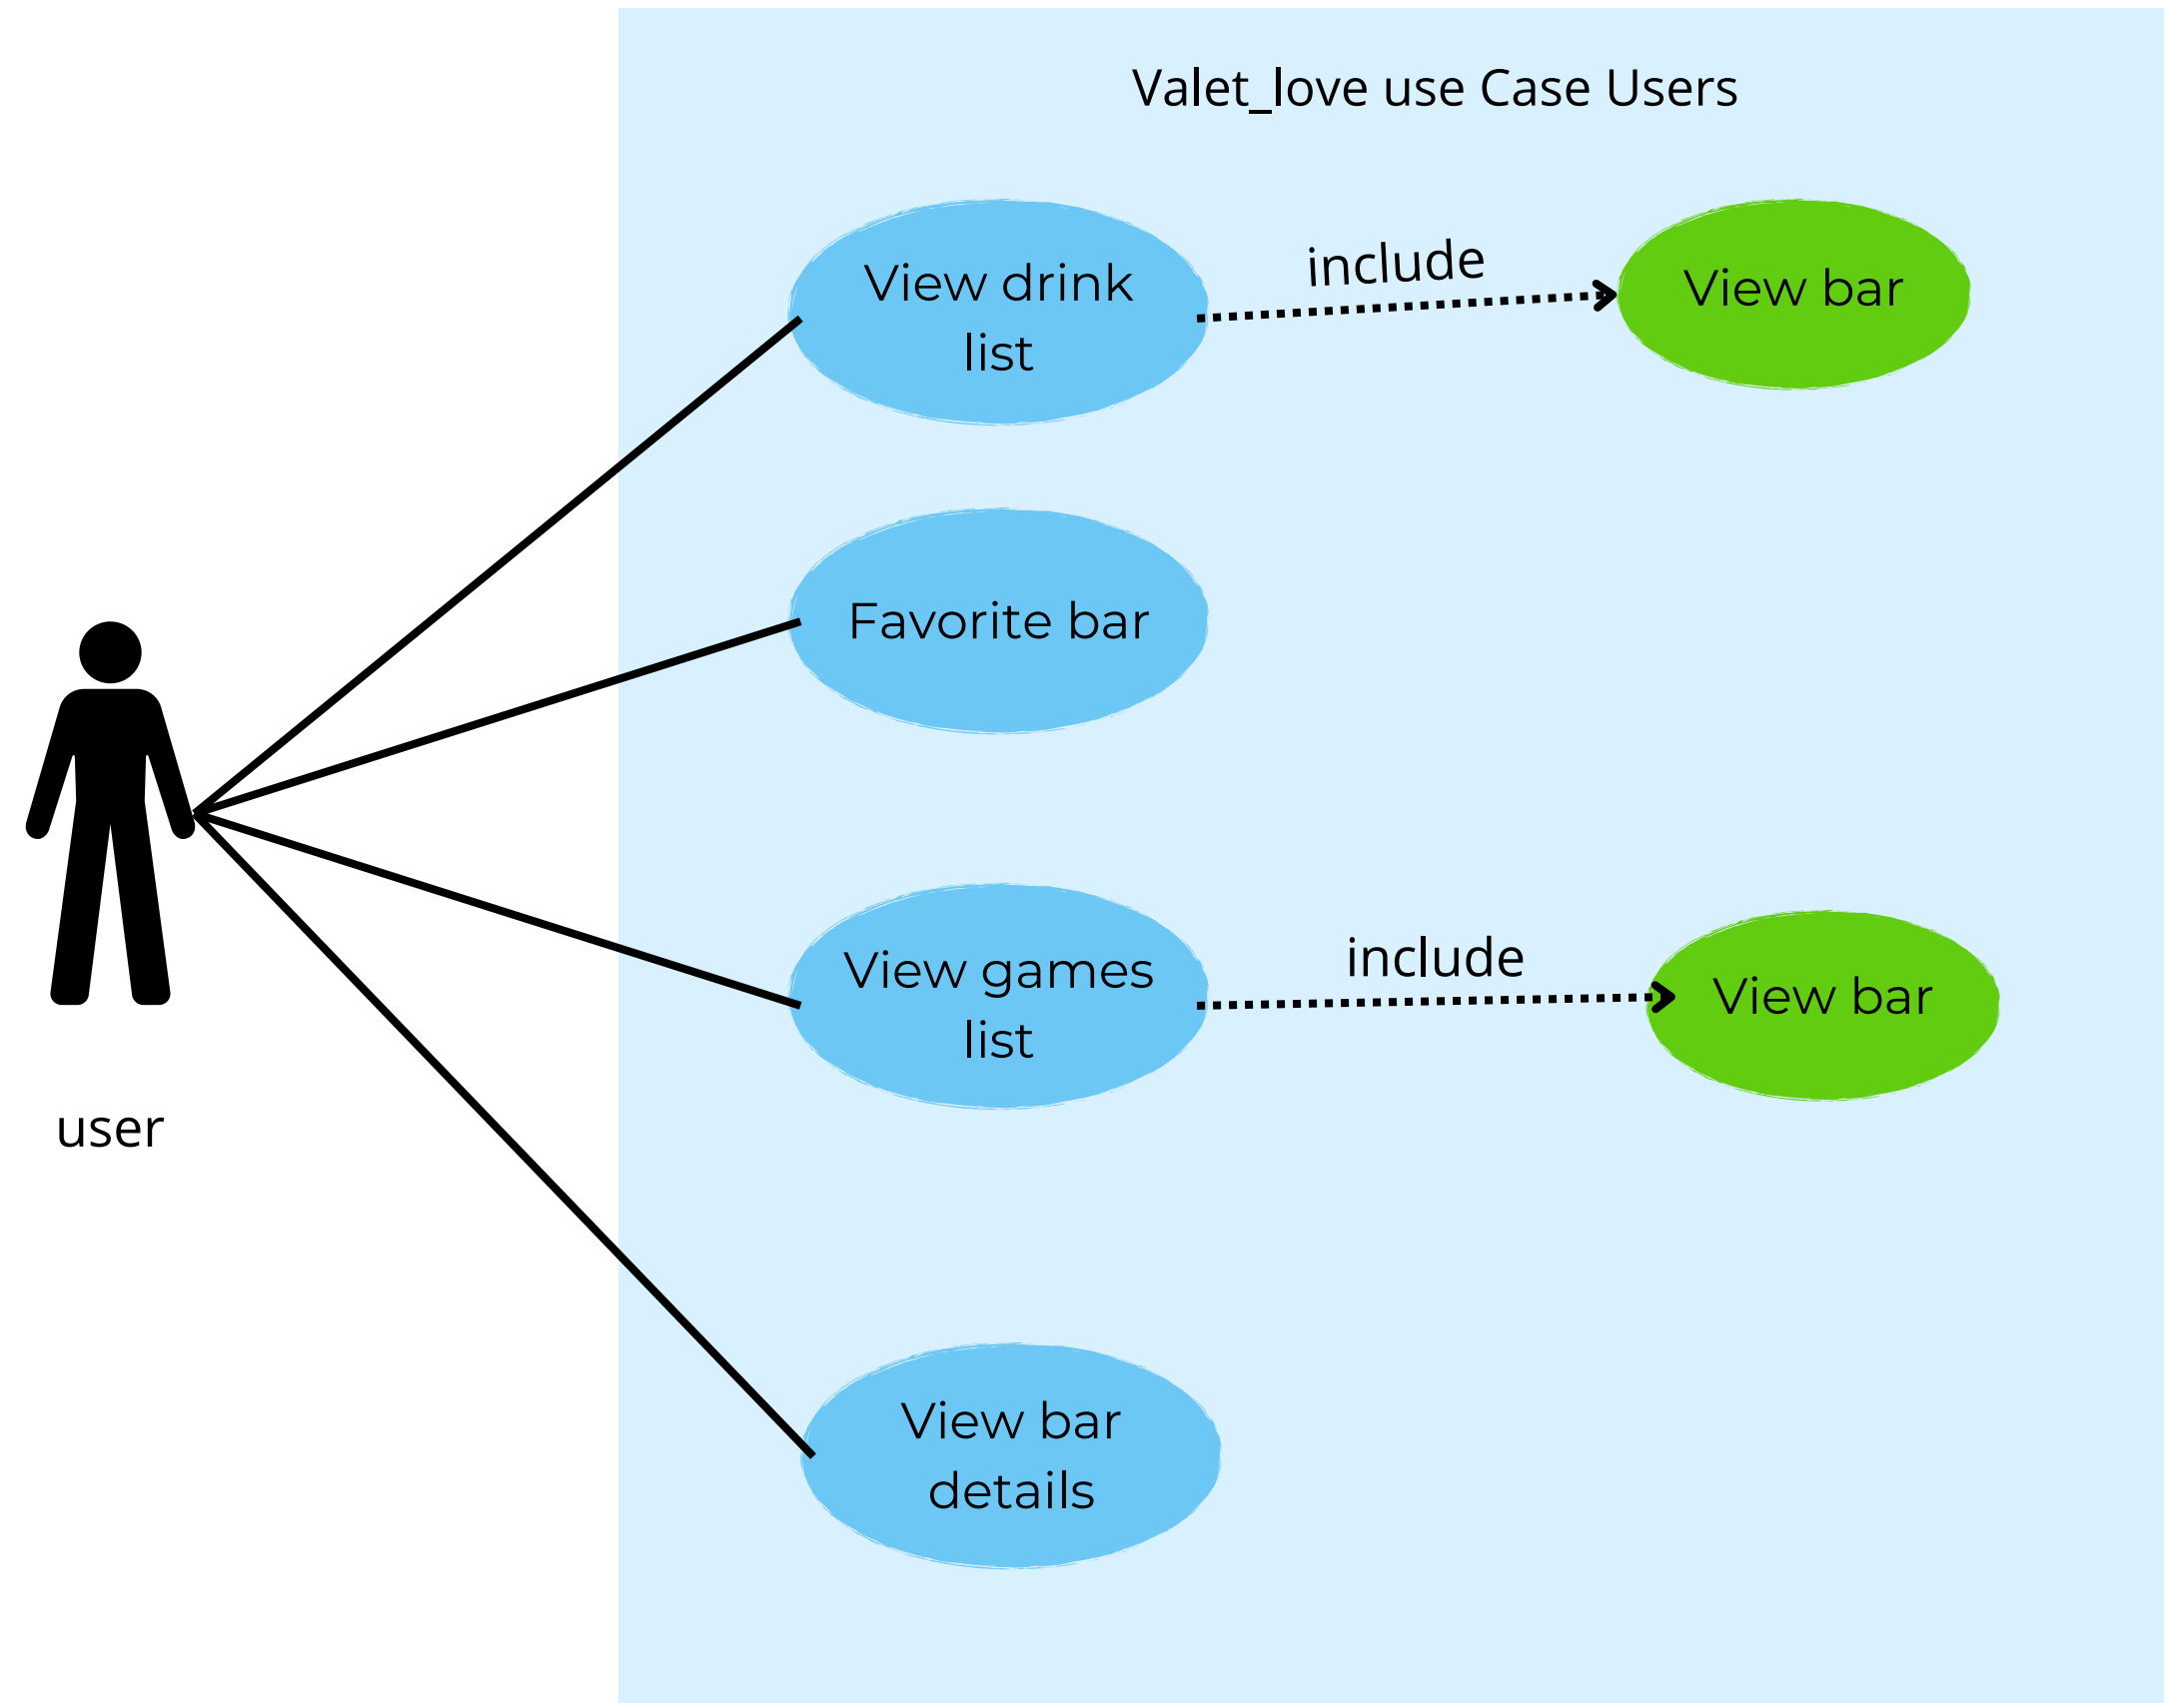 Valet_love use Case Users
View drink
list
include
View bar
Favorite bar
View games
list
include
View bar
user
View bar
details